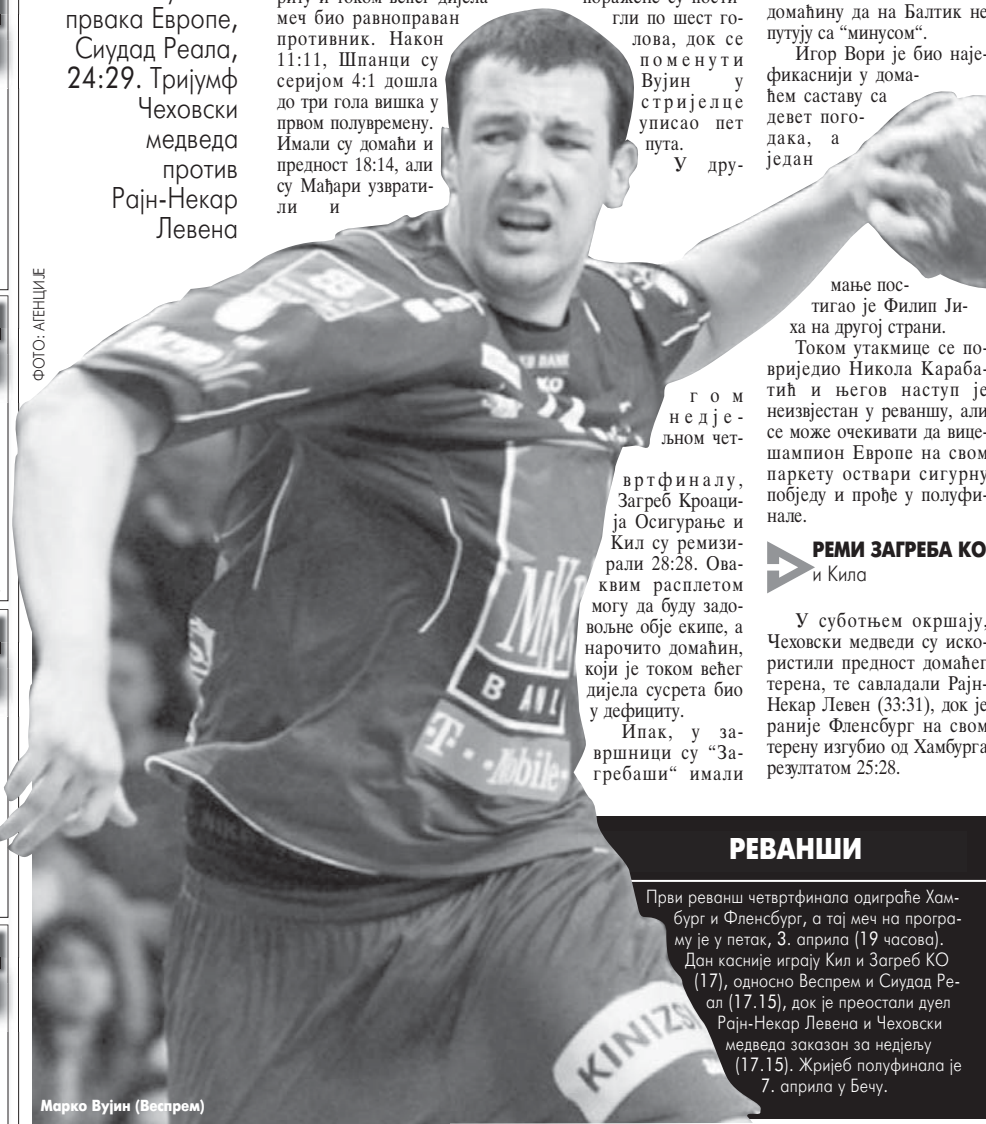 првака Европе,
Сиудад Реала,
24:29. Тријумф
Чеховски
медведа
против
Рајн-Некар
Левена
ФОТО: АГЕНЦИЈЕ
меч био равноправан
противник. Након
11:11, Шпанци су
серијом 4:1 дошла
до три гола вишка у
првом полувремену.
Имали су домаћи и
предност 18:14, али
су Мађари узврати-
ли и
гли по шест го-
лова, док се
поменути
Вујин у
стријелце
уписао пет
пута.
У дру-
гом
недје-
љном чет-
вртфиналу,
Загреб Кроаци-
ја Осигурање и
Кил су ремизи-
рали 28:28. Ова-
квим расплетом
могу да буду задо-
вољне обје екипе, а
нарочито домаћин,
који је током већег
дијела сусрета био
у дефициту.
Ипак, у за-
вршници су “За-
гребаши“ имали
домаћину да на Балтик не
путују са “минусом“.
Игор Вори је био наје-
фикаснији у дома-
ћем саставу са
девет пого-
дака, а
један
мање пос-
тигао је Филип Ји-
ха на другој страни.
Током утакмице се по-
вриједио Никола Караба-
тић и његов наступ је
неизвјестан у реваншу, али
се може очекивати да вице-
шампион Европе на свом
паркету оствари сигурну
побједу и прође у полуфи-
нале.
РЕМИ ЗАГРЕБА КО
и Кила
У суботњем окршају,
Чеховски медведи су иско-
ристили предност домаћег
терена, те савладали Рајн-
Некар Левен (33:31), док је
раније Фленсбург на свом
терену изгубио од Хамбурга
резултатом 25:28.
MKB
T-Mobile
KINIZS
РЕВАНШИ
Први реванш четвртфинала одиграће Хам-
бург и Фленсбург, а тај меч на програ-
му је у петак, 3. априла (19 часова).
Дан касније играју Кил и Загреб КО
(17), односно Веспрем и Сиудад Ре-
ал (17.15), док је преостали дуел
Рајн-Некар Левена и Чеховски
медведа заказан за недјељу
(17.15). Жријеб полуфинала је
7. априла у Бечу.
Марко Вујин (Веспрем)